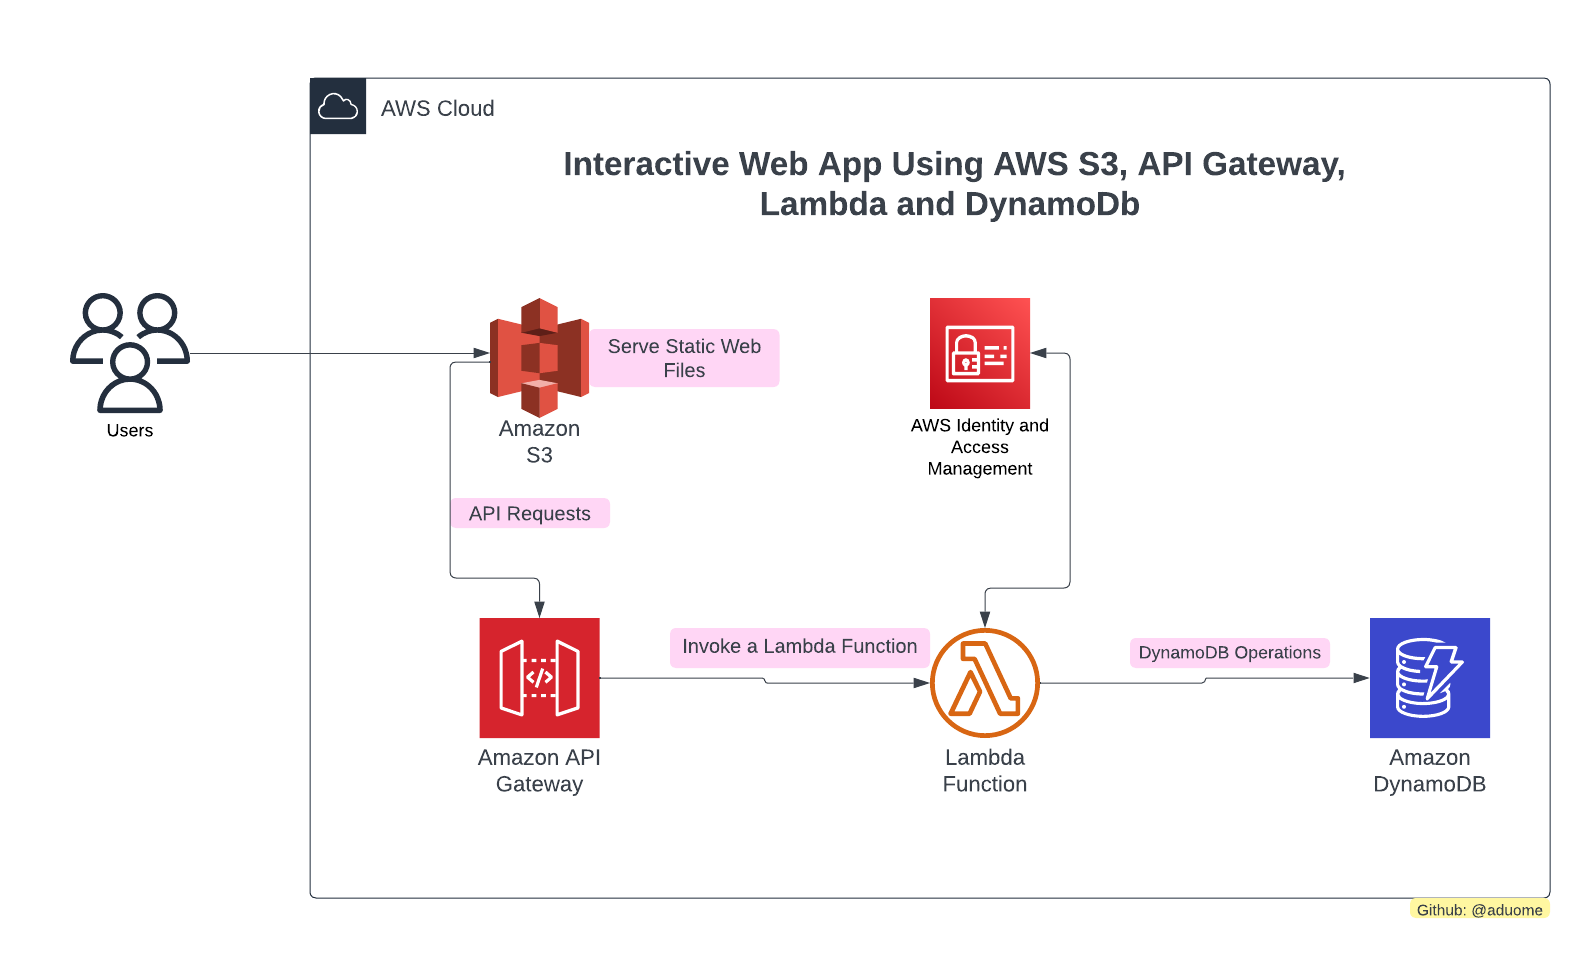 AWS Cloud
Interactive Web App Using AWS S3, API Gateway,
Lambda and DynamoDb
Users
Serve Static Web
Files
Amazon
S3
AWS Identity and
Access
Management
API Requests
Invoke a Lambda Function
DynamoDB Operations
Amazon API
Gateway
Lambda
Function
Amazon
DynamoDB
Github: @aduome